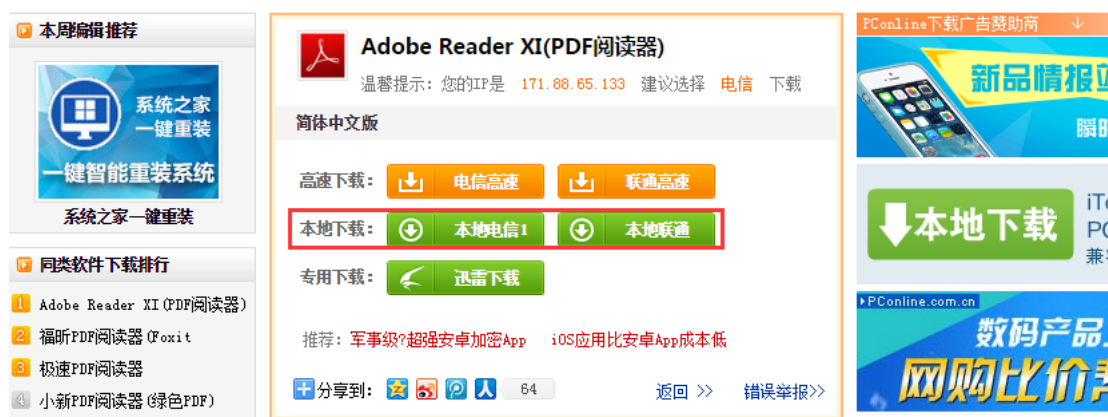 本周编辑推荐
系统之家
一键重装
一键智能重装系统
系统之家一键重装
同类软件下载排行
1 Adobe Reader XI(PDF阅读器)
2 福昕PDF阅读器(Foxit
3 极速PDF阅读器
4 小新PDF阅读器(绿色PDF)
Adobe Reader XI(PDF阅读器)
温馨提示：您的IP是 171.88.65.133 建议选择 电信 下载
简体中文版
高速下载： 电信高速 联通高速
本地下载： 本地电信1 本地联通
专用下载： 迅雷下载
推荐：军事级?超强安卓加密App iOS应用比安卓App成本低
分享到： 64 返回 >> 错误举报>>
PConline下载广告赞助商 ↓
新品情报
瞬
本地下载
iT
PC
兼
PConline.com.cn
数码产品
网购比价